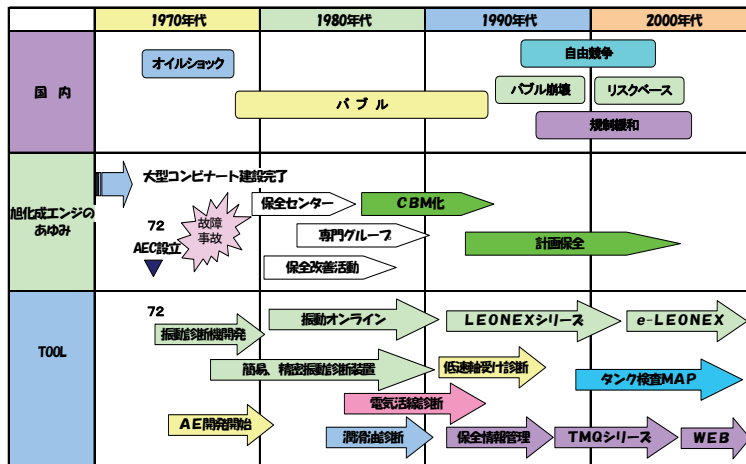 1970年代 1980年代 1990年代 2000年代
国 内
オイルショック
自由競争
バブル
バブル崩壊
リスクベース
規制緩和
旭化成エンジの
あゆみ
大型コンビナート建設完了
72
AEC設立
故障
事故
保全センター
CBM化
専門グループ
計画保全
保全改善活動
TOOL
72
振動診断機開発
振動オンライン
LEONEXシリーズ
e-LEONEX
簡易、精密振動診断装置
低速軸受け診断
タンク検査MAP
電気活線診断
AE開発開始
潤滑油診断
保全情報管理
TMQシリーズ
WEB